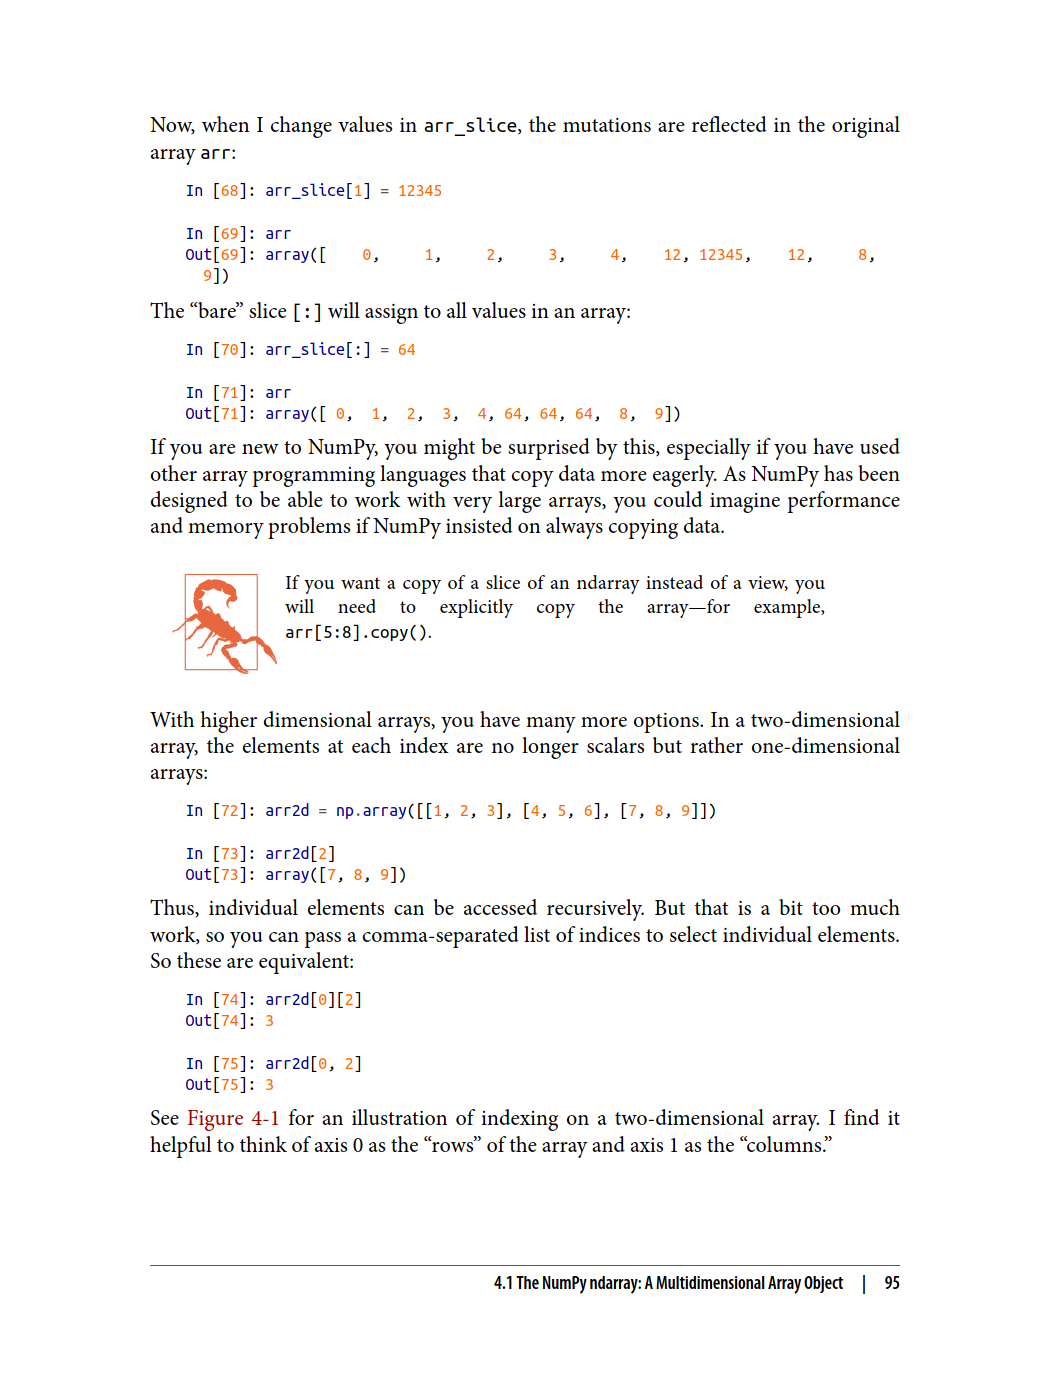 Now, when I change values in arr_slice, the mutations are reflected in the original
array arr:
In [68]: arr_slice[1] = 12345
In [69]: arr
Out[69]: array([    0,     1,     2,     3,     4,    12, 12345,    12,     8,
  9])
The “bare” slice [:] will assign to all values in an array:
In [70]: arr_slice[:] = 64
In [71]: arr
Out[71]: array([ 0,  1,  2,  3,  4, 64, 64, 64,  8,  9])
If you are new to NumPy, you might be surprised by this, especially if you have used
other array programming languages that copy data more eagerly. As NumPy has been
designed to be able to work with very large arrays, you could imagine performance
and memory problems if NumPy insisted on always copying data.
If you want a copy of a slice of an ndarray instead of a view, you
will need to explicitly copy the array—for example,
arr[5:8].copy().
With higher dimensional arrays, you have many more options. In a two-dimensional
array, the elements at each index are no longer scalars but rather one-dimensional
arrays:
In [72]: arr2d = np.array([[1, 2, 3], [4, 5, 6], [7, 8, 9]])
In [73]: arr2d[2]
Out[73]: array([7, 8, 9])
Thus, individual elements can be accessed recursively. But that is a bit too much
work, so you can pass a comma-separated list of indices to select individual elements.
So these are equivalent:
In [74]: arr2d[0][2]
Out[74]: 3
In [75]: arr2d[0, 2]
Out[75]: 3
See Figure 4-1 for an illustration of indexing on a two-dimensional array. I find it
helpful to think of axis 0 as the “rows” of the array and axis 1 as the “columns.”
4.1 The NumPy ndarray: A Multidimensional Array Object | 95